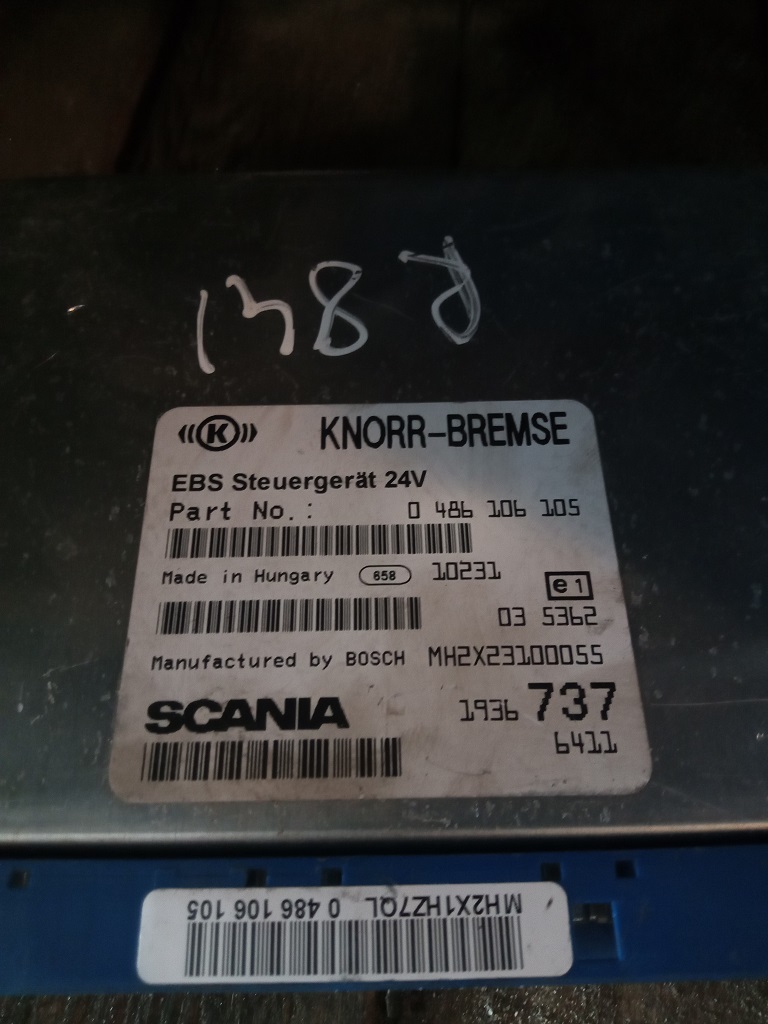 138
K KNORR-BREMSE
EBS Steuergerät 24V
Part No.: 0 486 106 105
Made in Hungary 658 10231
e1
03 5362
Manufactured by BOSCH MH2X23100055
SCANIA 1936 737
6411
MH2X1HZ7QL 0 486 106 105